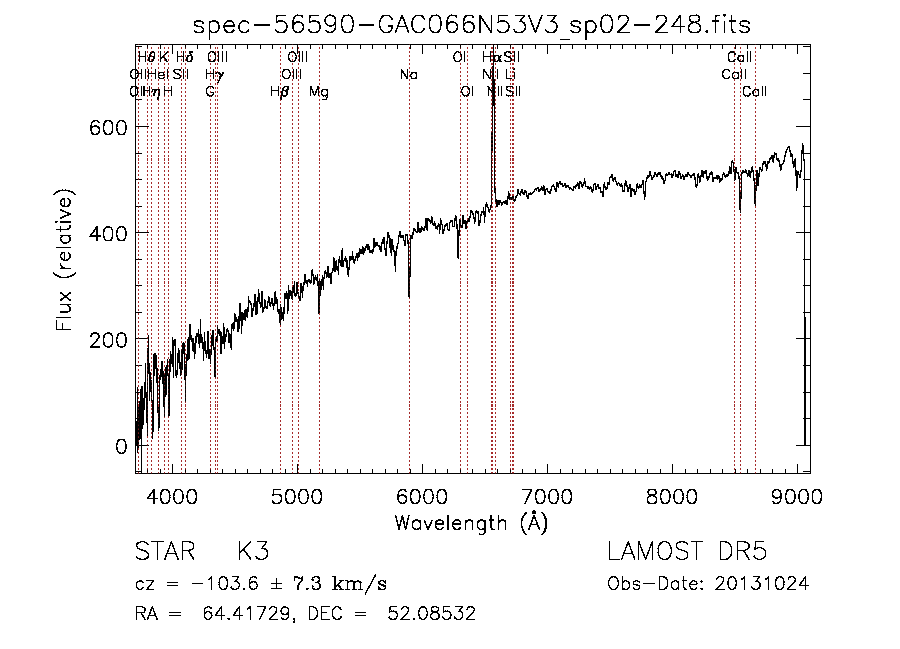 spec-56590-GAC066N53V3_sp02-248.fits
Hθ K Hδ OIII OIII OI Hα SII CaII
OII HeI SII Hγ OIII Na NII Li CaII
OII Hη H G Hβ Mg OI NII SII CaII
600
400
200
0
Flux (relative)
4000 5000 6000 7000 8000 9000
Wavelength (Å)
STAR K3 LAMOST DR5
cz = -103.6 ± 7.3 km/s Obs-Date: 20131024
RA = 64.41729, DEC = 52.08532